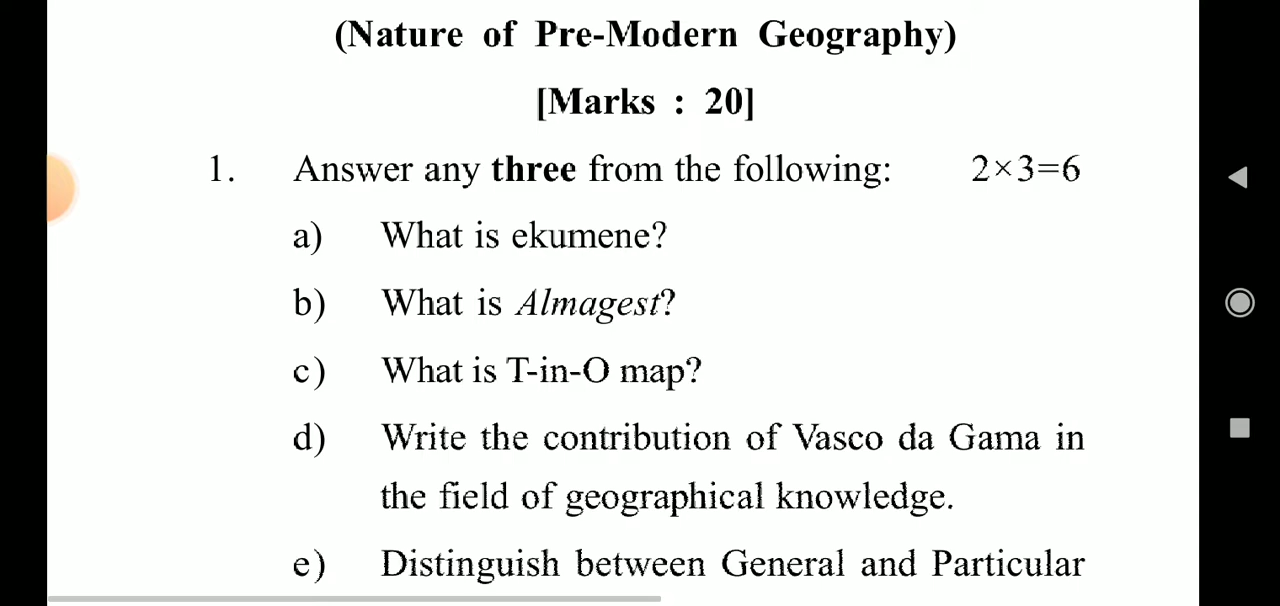 (Nature of Pre-Modern Geography)
[Marks : 20]
1. Answer any three from the following: 2×3=6
a) What is ekumene?
b) What is Almagest?
c) What is T-in-O map?
d) Write the contribution of Vasco da Gama in
the field of geographical knowledge.
e) Distinguish between General and Particular